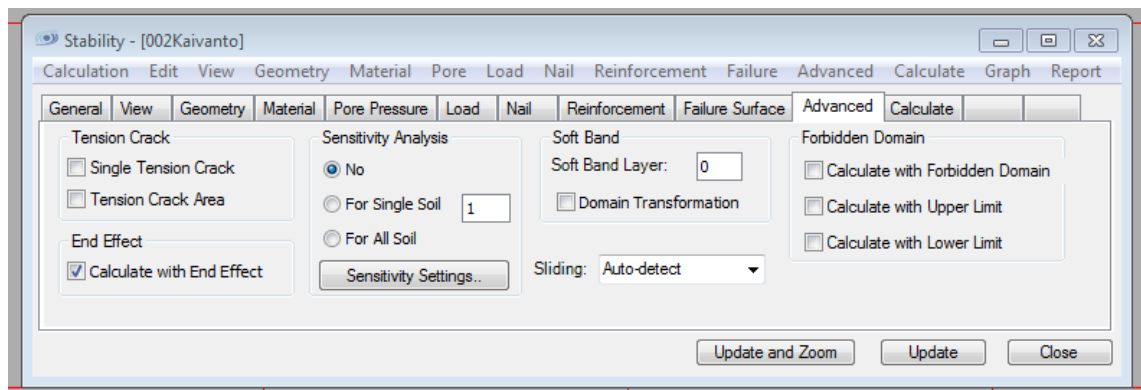 Stability - [002Kaivanto]
Calculation Edit View Geometry Material Pore Load Nail Reinforcement Failure Advanced Calculate Graph Report
General View Geometry Material Pore Pressure Load Nail Reinforcement Failure Surface Advanced Calculate
Tension Crack
Single Tension Crack
Tension Crack Area
End Effect
Calculate with End Effect
Sensitivity Analysis
No
For Single Soil 1
For All Soil
Sensitivity Settings..
Soft Band
Soft Band Layer: 0
Domain Transformation
Sliding: Auto-detect
Forbidden Domain
Calculate with Forbidden Domain
Calculate with Upper Limit
Calculate with Lower Limit
Update and Zoom Update Close